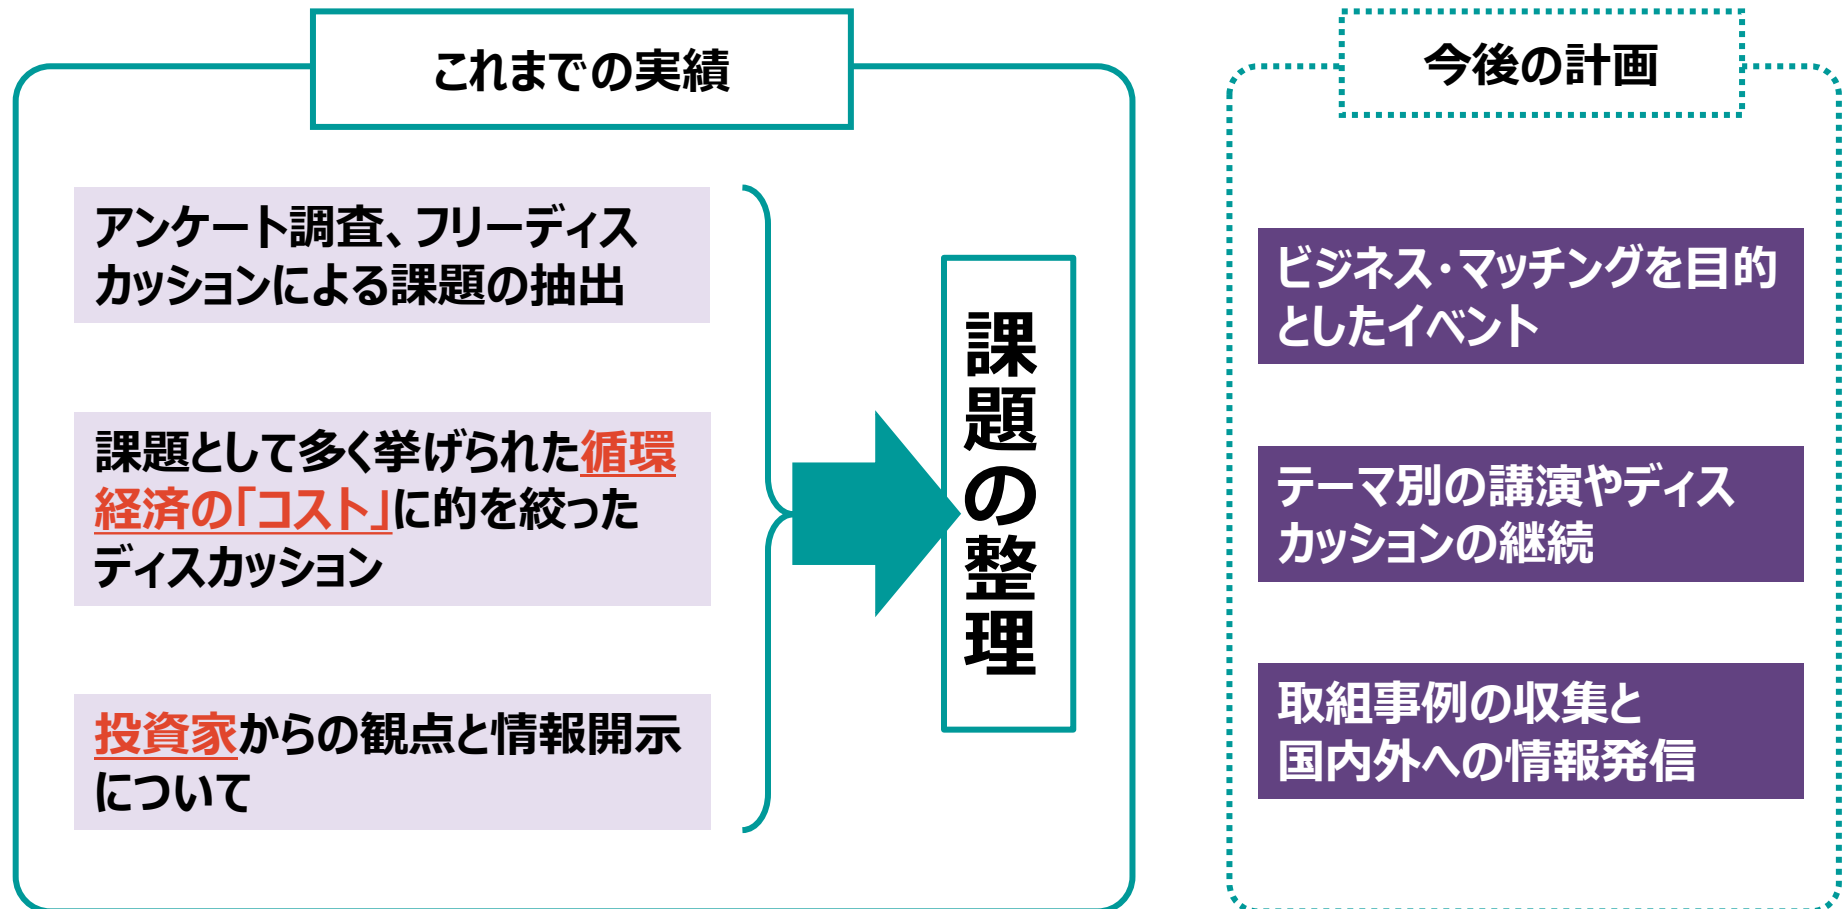 これまでの実績
アンケート調査、フリーディス
カッションによる課題の抽出
課題として多く挙げられた循環
経済の「コスト」に的を絞った
ディスカッション
投資家からの観点と情報開示
について
課題の整理
今後の計画
ビジネス・マッチングを目的
としたイベント
テーマ別の講演やディス
カッションの継続
取組事例の収集と
国内外への情報発信